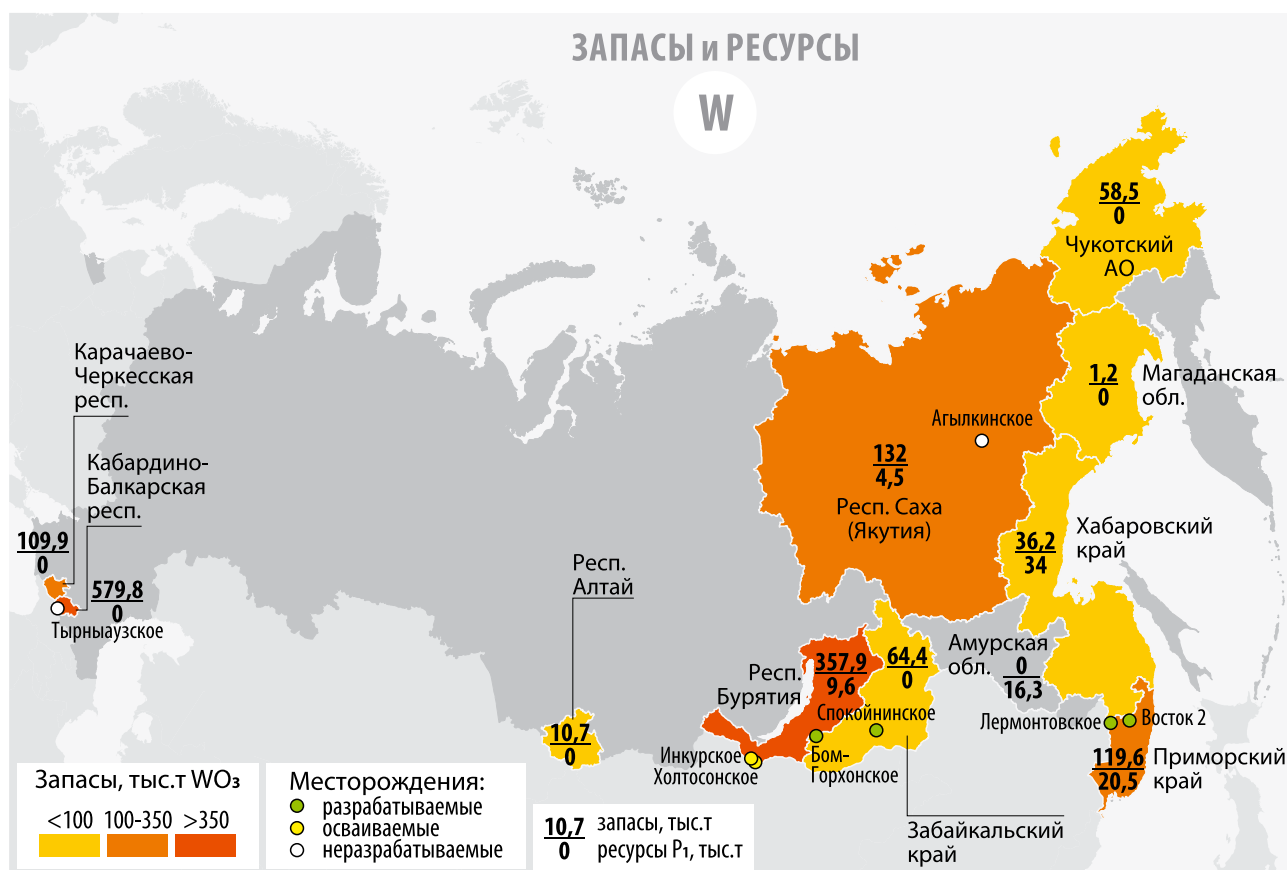 ЗАПАСЫ и РЕСУРСЫ
W
58,5
0
Чукотский
АО
Карачаево-
Черкесская
респ.
1,2
0
Магаданская
обл.
Агылкинское
132
4,5
Респ. Саха
(Якутия)
Кабардино-
Балкарская
респ.
36,2
34
Хабаровский
край
109,9
0
579,8
0
Тырныаузское
Респ.
Алтай
10,7
0
Респ.
Бурятия
357,9
9,6
64,4
0
Амурская
обл.
0
16,3
Спокойнинское
Лермонтовское
Восток 2
Инкурское
Холтосонское
Бом-
Горхонское
119,6
20,5
Приморский
край
Забайкальский
край
Запасы, тыс.т WO₃
<100 100-350 >350
Месторождения:
разрабатываемые
осваиваемые
неразрабатываемые
10,7 запасы, тыс.т
0 ресурсы P₁, тыс.т